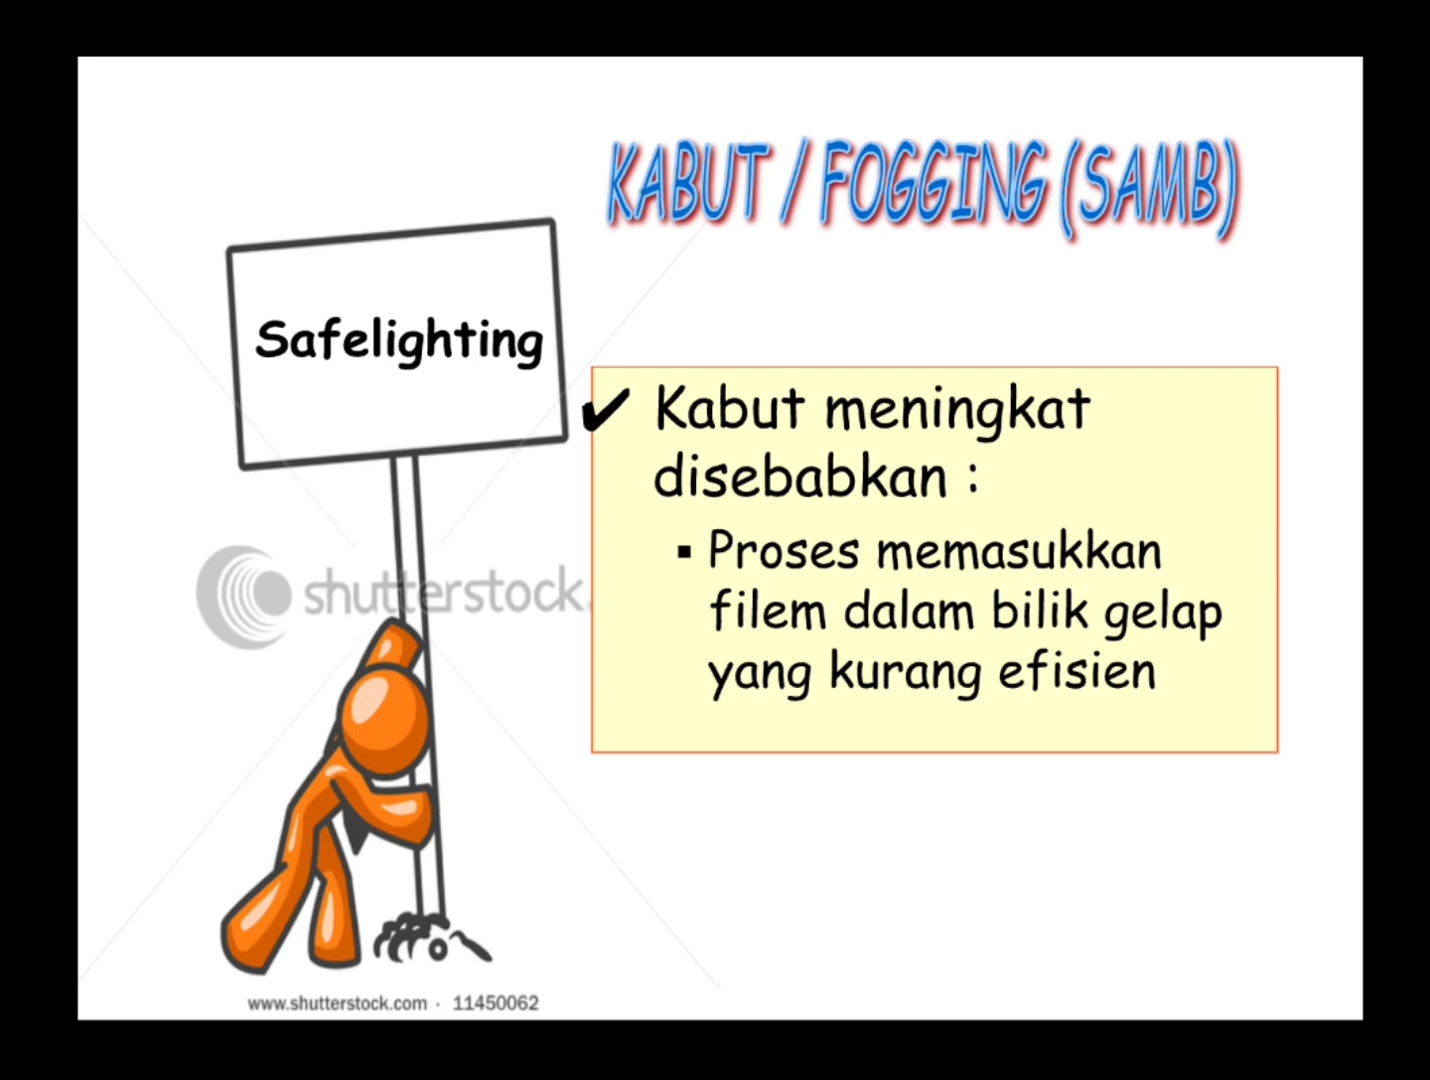 KABUT / FOGGING (SAMB)
Safelighting
✔ Kabut meningkat
disebabkan :
▪ Proses memasukkan
filem dalam bilik gelap
yang kurang efisien
shutterstock.
www.shutterstock.com · 11450062